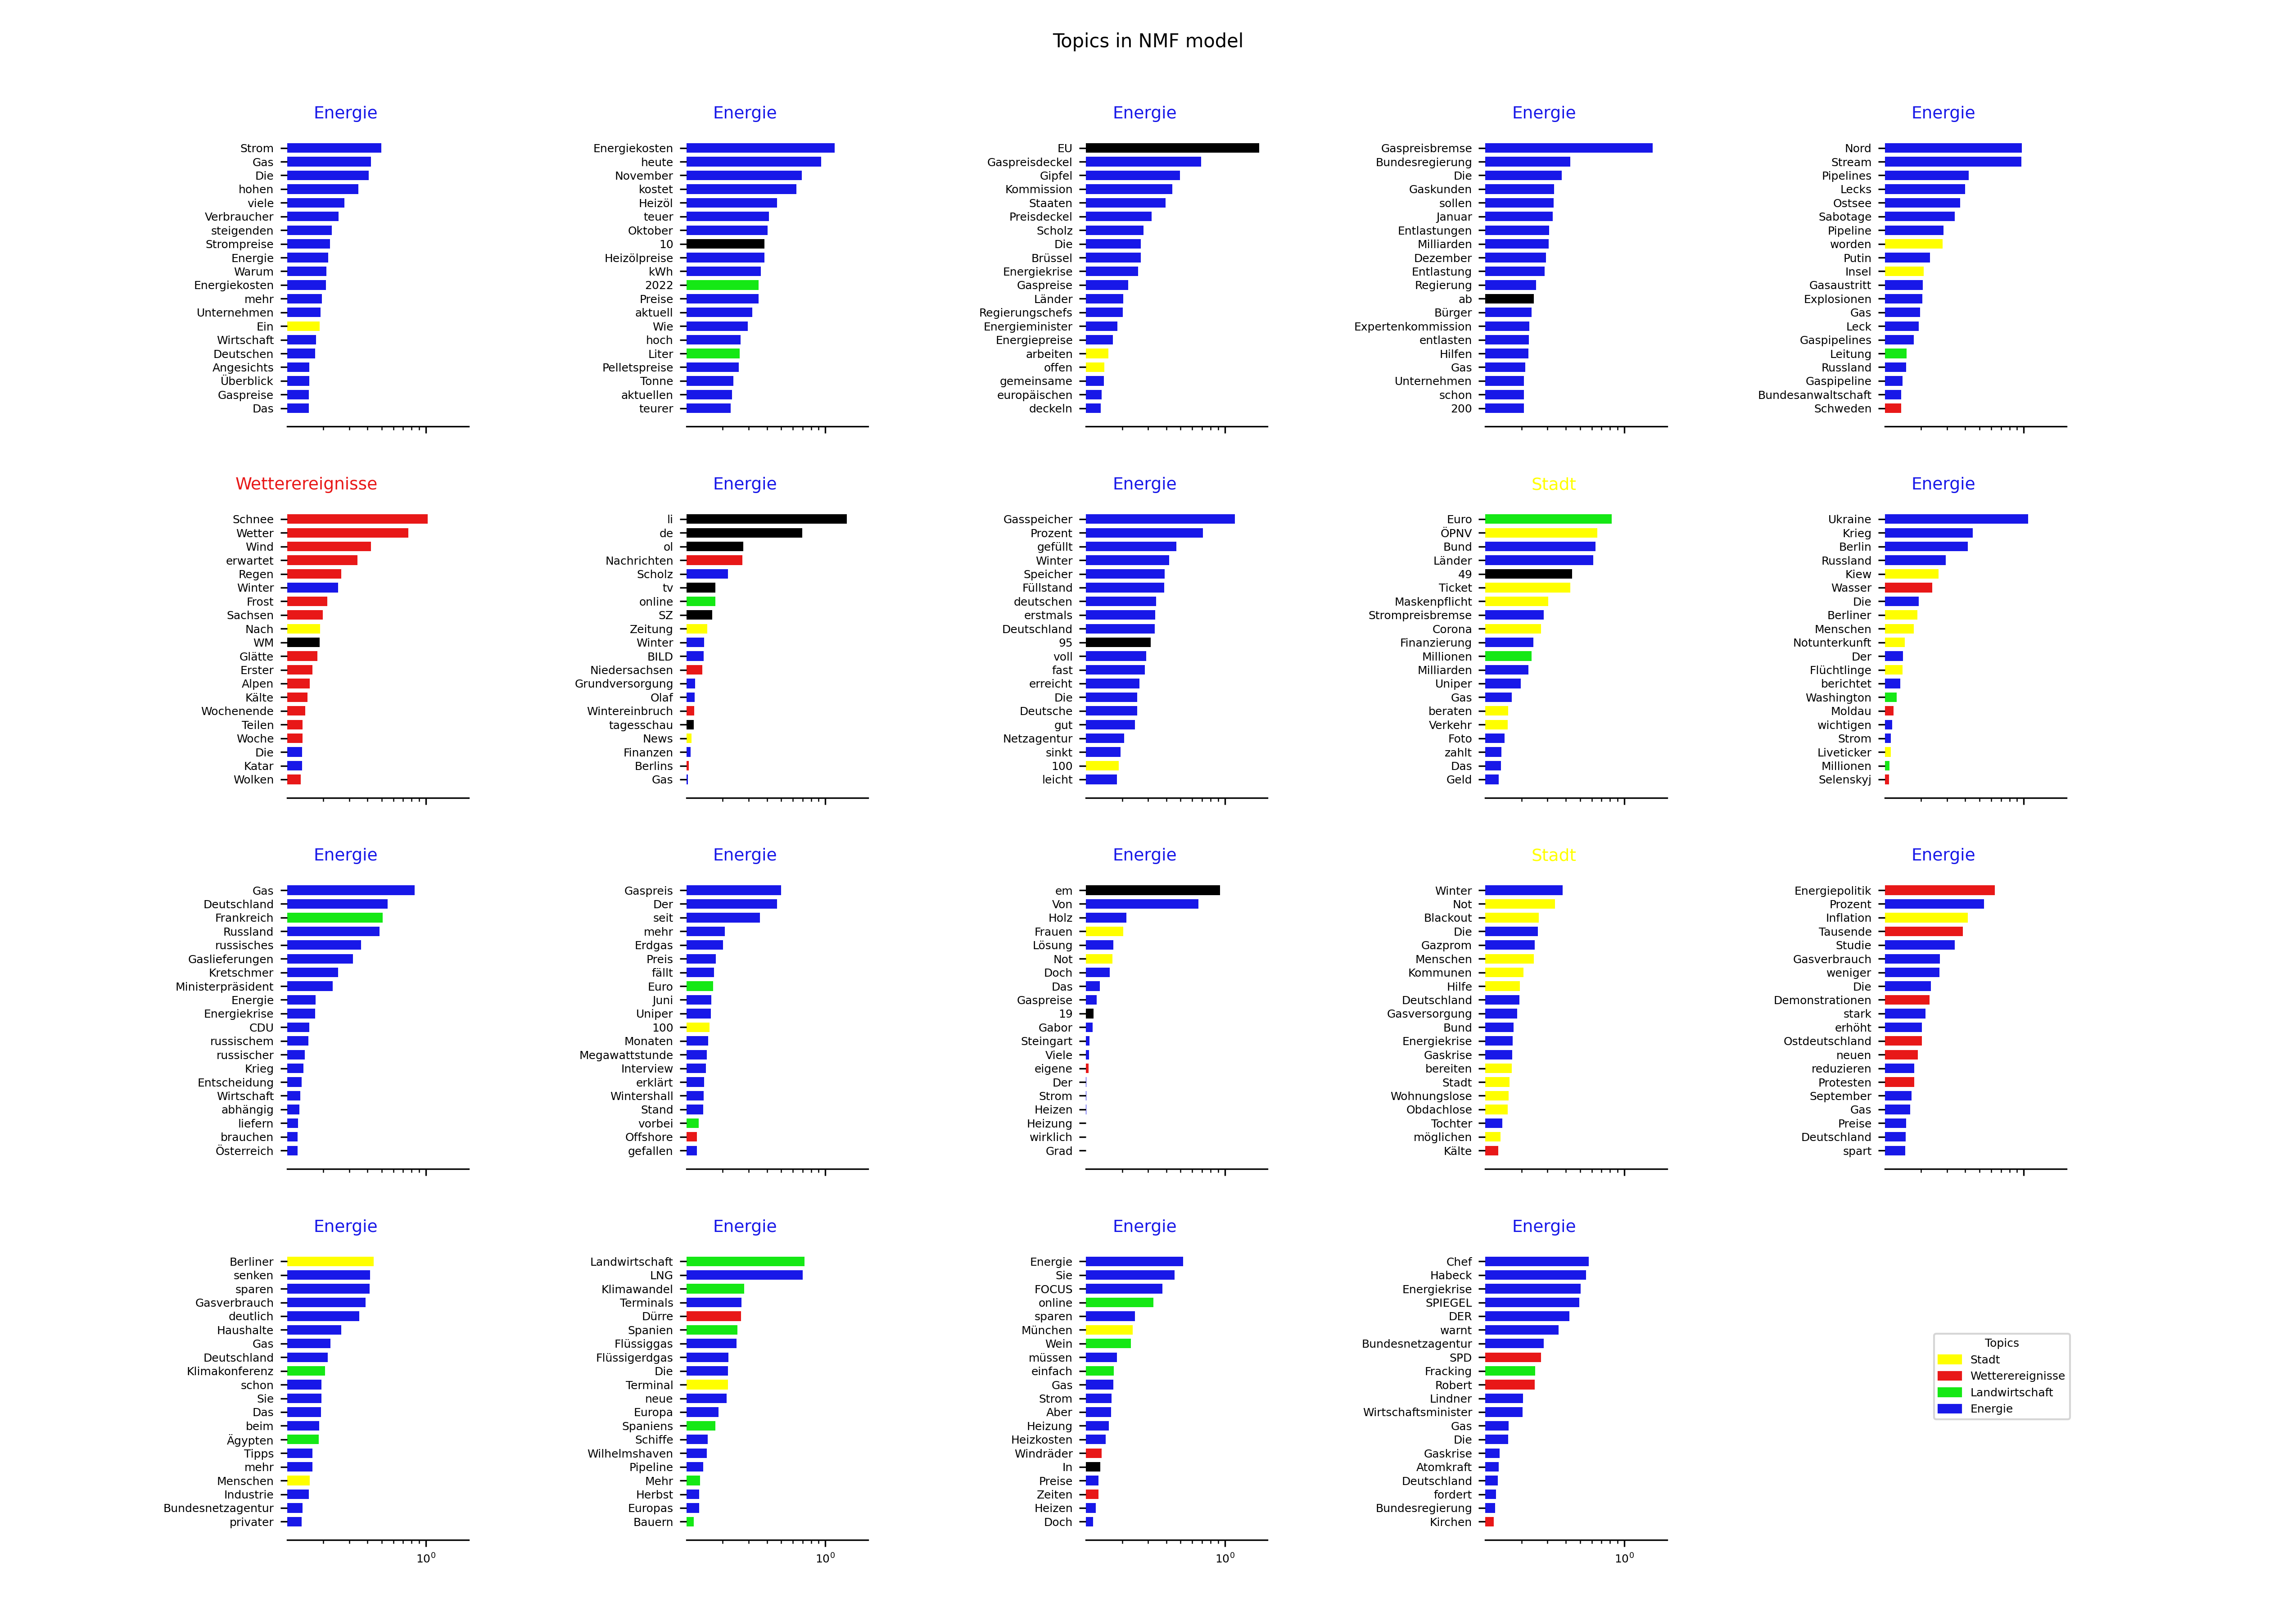 Topics in NMF model
Energie
Strom
Gas
Die
hohen
viele
Verbraucher
steigenden
Strompreise
Energie
Warum
Energiekosten
mehr
Unternehmen
Ein
Wirtschaft
Deutschen
Angesichts
Überblick
Gaspreise
Das
Energie
Energiekosten
heute
November
kostet
Heizöl
teuer
Oktober
10
Heizölpreise
kWh
2022
Preise
aktuell
Wie
hoch
Liter
Pelletspreise
Tonne
aktuellen
teurer
Energie
EU
Gaspreisdeckel
Gipfel
Kommission
Staaten
Preisdeckel
Scholz
Die
Brüssel
Energiekrise
Gaspreise
Länder
Regierungschefs
Energieminister
Energiepreise
arbeiten
offen
gemeinsame
europäischen
deckeln
Energie
Gaspreisbremse
Bundesregierung
Die
Gaskunden
sollen
Januar
Entlastungen
Milliarden
Dezember
Entlastung
Regierung
ab
Bürger
Expertenkommission
entlasten
Hilfen
Gas
Unternehmen
schon
200
Energie
Nord
Stream
Pipelines
Lecks
Ostsee
Sabotage
Pipeline
worden
Putin
Insel
Gasaustritt
Explosionen
Gas
Leck
Gaspipelines
Leitung
Russland
Gaspipeline
Bundesanwaltschaft
Schweden
Wetterereignisse
Schnee
Wetter
Wind
erwartet
Regen
Winter
Frost
Sachsen
Nach
WM
Glätte
Erster
Alpen
Kälte
Wochenende
Teilen
Woche
Die
Katar
Wolken
Energie
li
de
ol
Nachrichten
Scholz
tv
online
SZ
Zeitung
Winter
BILD
Niedersachsen
Grundversorgung
Olaf
Wintereinbruch
tagesschau
News
Finanzen
Berlins
Gas
Energie
Gasspeicher
Prozent
gefüllt
Winter
Speicher
Füllstand
deutschen
erstmals
Deutschland
95
voll
fast
erreicht
Die
Deutsche
gut
Netzagentur
sinkt
100
leicht
Stadt
Euro
ÖPNV
Bund
Länder
49
Ticket
Maskenpflicht
Strompreisbremse
Corona
Finanzierung
Millionen
Milliarden
Uniper
Gas
beraten
Verkehr
Foto
zahlt
Das
Geld
Energie
Ukraine
Krieg
Berlin
Russland
Kiew
Wasser
Die
Berliner
Menschen
Notunterkunft
Der
Flüchtlinge
berichtet
Washington
Moldau
wichtigen
Strom
Liveticker
Millionen
Selenskyj
Energie
Gas
Deutschland
Frankreich
Russland
russisches
Gaslieferungen
Kretschmer
Ministerpräsident
Energie
Energiekrise
CDU
russischem
russischer
Krieg
Entscheidung
Wirtschaft
abhängig
liefern
brauchen
Österreich
Energie
Gaspreis
Der
seit
mehr
Erdgas
Preis
fällt
Euro
Juni
Uniper
100
Monaten
Megawattstunde
Interview
erklärt
Wintershall
Stand
vorbei
Offshore
gefallen
Energie
em
Von
Holz
Frauen
Lösung
Not
Doch
Das
Gaspreise
19
Gabor
Steingart
Viele
eigene
Der
Strom
Heizen
Heizung
wirklich
Grad
Stadt
Winter
Not
Blackout
Die
Gazprom
Menschen
Kommunen
Hilfe
Deutschland
Gasversorgung
Bund
Energiekrise
Gaskrise
bereiten
Stadt
Wohnungslose
Obdachlose
Tochter
möglichen
Kälte
Energie
Energiepolitik
Prozent
Inflation
Tausende
Studie
Gasverbrauch
weniger
Die
Demonstrationen
stark
erhöht
Ostdeutschland
neuen
reduzieren
Protesten
September
Gas
Preise
Deutschland
spart
Energie
Berliner
senken
sparen
Gasverbrauch
deutlich
Haushalte
Gas
Deutschland
Klimakonferenz
schon
Sie
Das
beim
Ägypten
Tipps
mehr
Menschen
Industrie
Bundesnetzagentur
privater
10^0
Energie
Landwirtschaft
LNG
Klimawandel
Terminals
Dürre
Spanien
Flüssiggas
Flüssigerdgas
Die
Terminal
neue
Europa
Spaniens
Schiffe
Wilhelmshaven
Pipeline
Mehr
Herbst
Europas
Bauern
10^0
Energie
Energie
Sie
FOCUS
online
sparen
München
Wein
müssen
einfach
Gas
Strom
Aber
Heizung
Heizkosten
Windräder
In
Preise
Zeiten
Heizen
Doch
10^0
Energie
Chef
Habeck
Energiekrise
SPIEGEL
DER
warnt
Bundesnetzagentur
SPD
Fracking
Robert
Lindner
Wirtschaftsminister
Gas
Die
Gaskrise
Atomkraft
Deutschland
fordert
Bundesregierung
Kirchen
10^0
Topics
Stadt
Wetterereignisse
Landwirtschaft
Energie